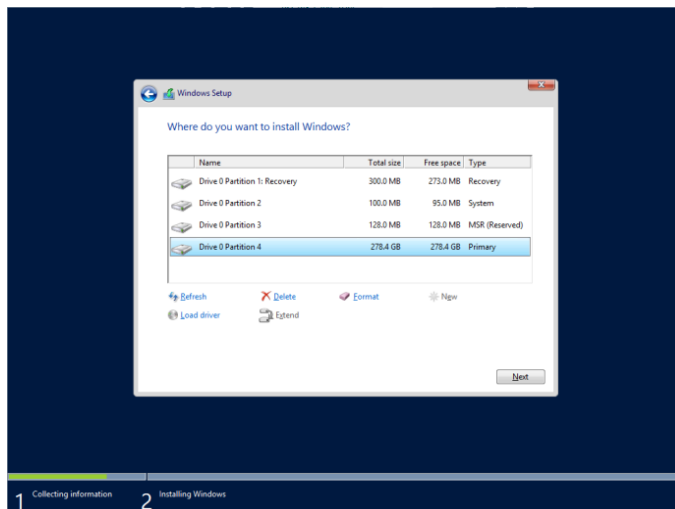 Windows Setup
Where do you want to install Windows?
Name Total size Free space Type
Drive 0 Partition 1: Recovery 300.0 MB 273.0 MB Recovery
Drive 0 Partition 2 100.0 MB 95.0 MB System
Drive 0 Partition 3 128.0 MB 128.0 MB MSR (Reserved)
Drive 0 Partition 4 278.4 GB 278.4 GB Primary
Refresh Delete Format New
Load driver Extend
Next
1 Collecting information 2 Installing Windows